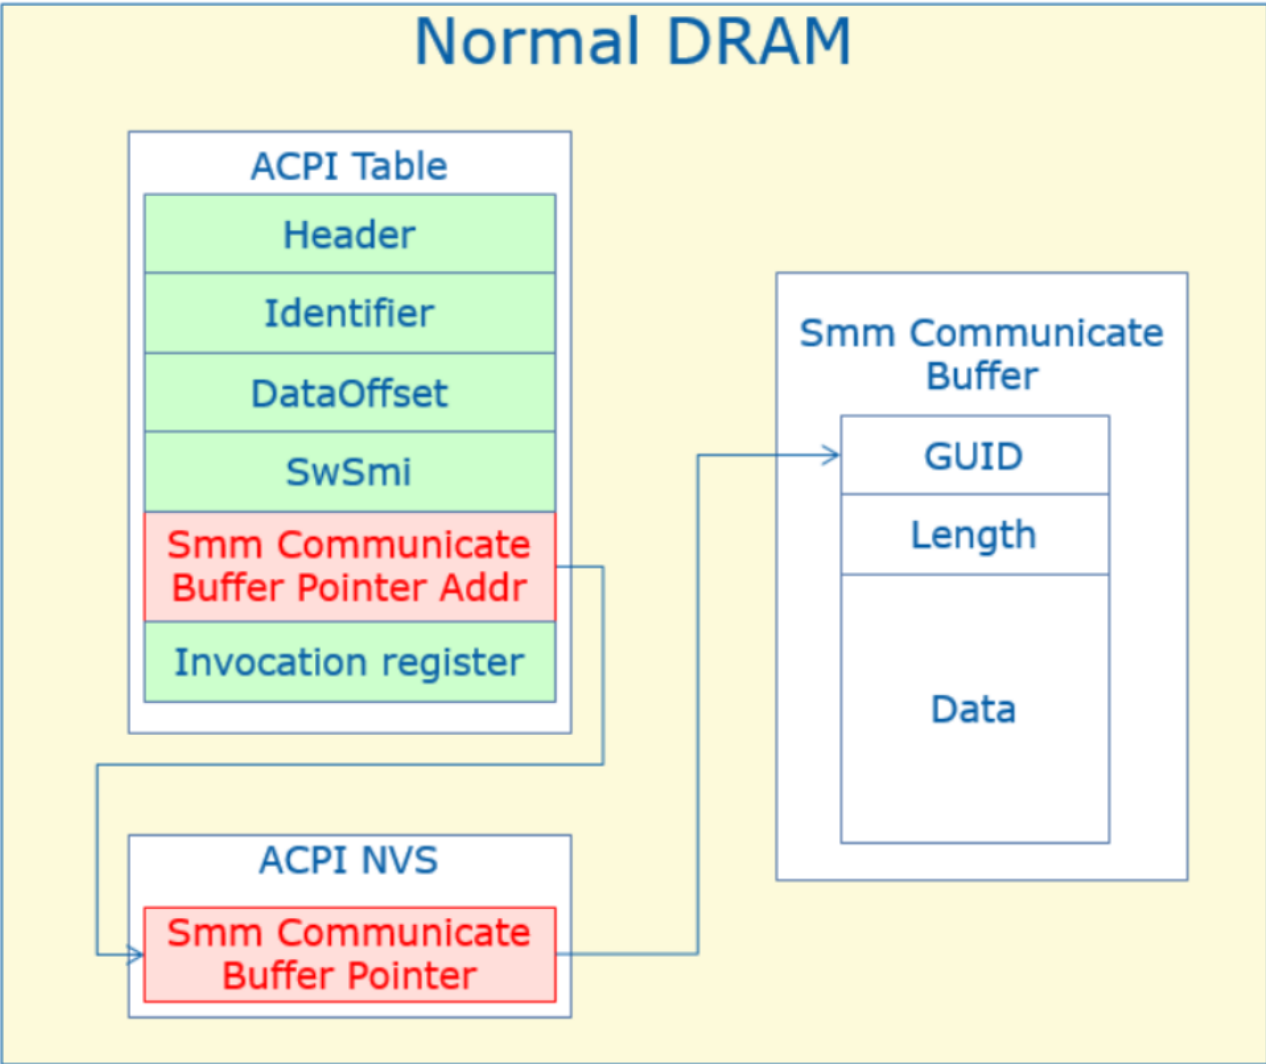 Normal DRAM
ACPI Table
Header
Identifier
DataOffset
SwSmi
Smm Communicate
Buffer Pointer Addr
Invocation register
ACPI NVS
Smm Communicate
Buffer Pointer
Smm Communicate
Buffer
GUID
Length
Data